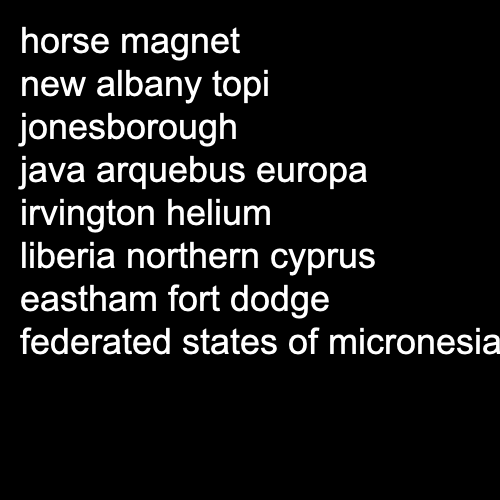 horse magnet
new albany topi
jonesborough
java arquebus europa
irvington helium
liberia northern cyprus
eastham fort dodge
federated states of micronesia